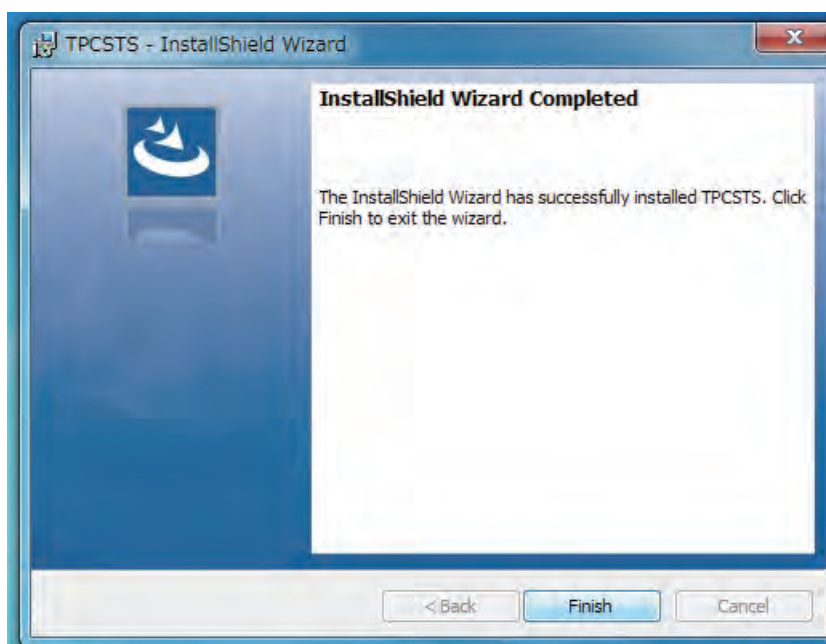 TPCSTS - InstallShield Wizard
InstallShield Wizard Completed
The InstallShield Wizard has successfully installed TPCSTS. Click
Finish to exit the wizard.
< Back
Finish
Cancel